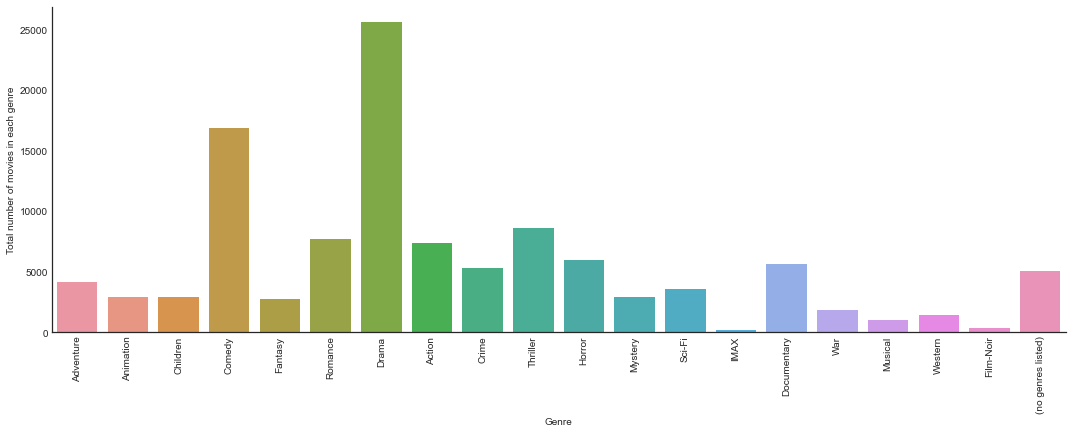 Total number of movies in each genre
25000
20000
15000
10000
5000
0
Adventure
Animation
Children
Comedy
Fantasy
Romance
Drama
Action
Crime
Thriller
Horror
Mystery
Sci-Fi
IMAX
Documentary
War
Musical
Western
Film-Noir
(no genres listed)
Genre